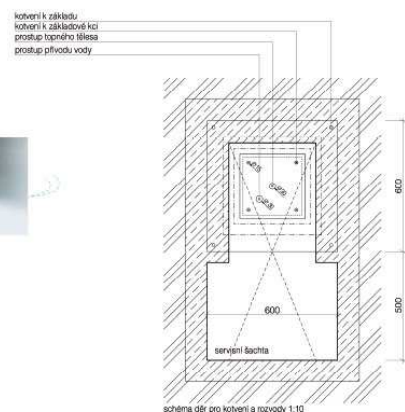 kotvení k základu
kotvení k základové kci
prostup topného tělesa
prostup přívodu vody
600
600
servisní šachta
500
schéma děr pro kotvení a rozvody 1:10